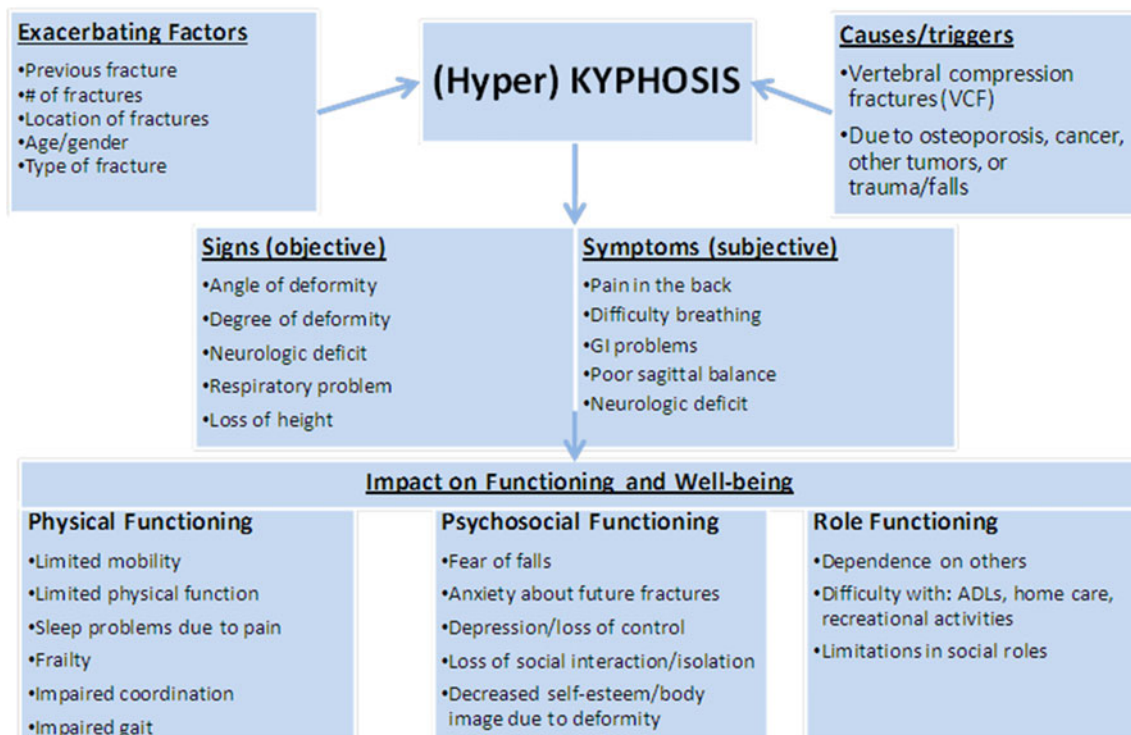 Exacerbating Factors
•Previous fracture
•# of fractures
•Location of fractures
•Age/gender
•Type of fracture
(Hyper) KYPHOSIS
Causes/triggers
•Vertebral compression
fractures (VCF)
•Due to osteoporosis, cancer,
other tumors, or
trauma/falls
Signs (objective)
•Angle of deformity
•Degree of deformity
•Neurologic deficit
•Respiratory problem
•Loss of height
Symptoms (subjective)
•Pain in the back
•Difficulty breathing
•GI problems
•Poor sagittal balance
•Neurologic deficit
Impact on Functioning and Well-being
Physical Functioning
•Limited mobility
•Limited physical function
•Sleep problems due to pain
•Frailty
•Impaired coordination
•Impaired gait
Psychosocial Functioning
•Fear of falls
•Anxiety about future fractures
•Depression/loss of control
•Loss of social interaction/isolation
•Decreased self-esteem/body
image due to deformity
Role Functioning
•Dependence on others
•Difficulty with: ADLs, home care,
recreational activities
•Limitations in social roles